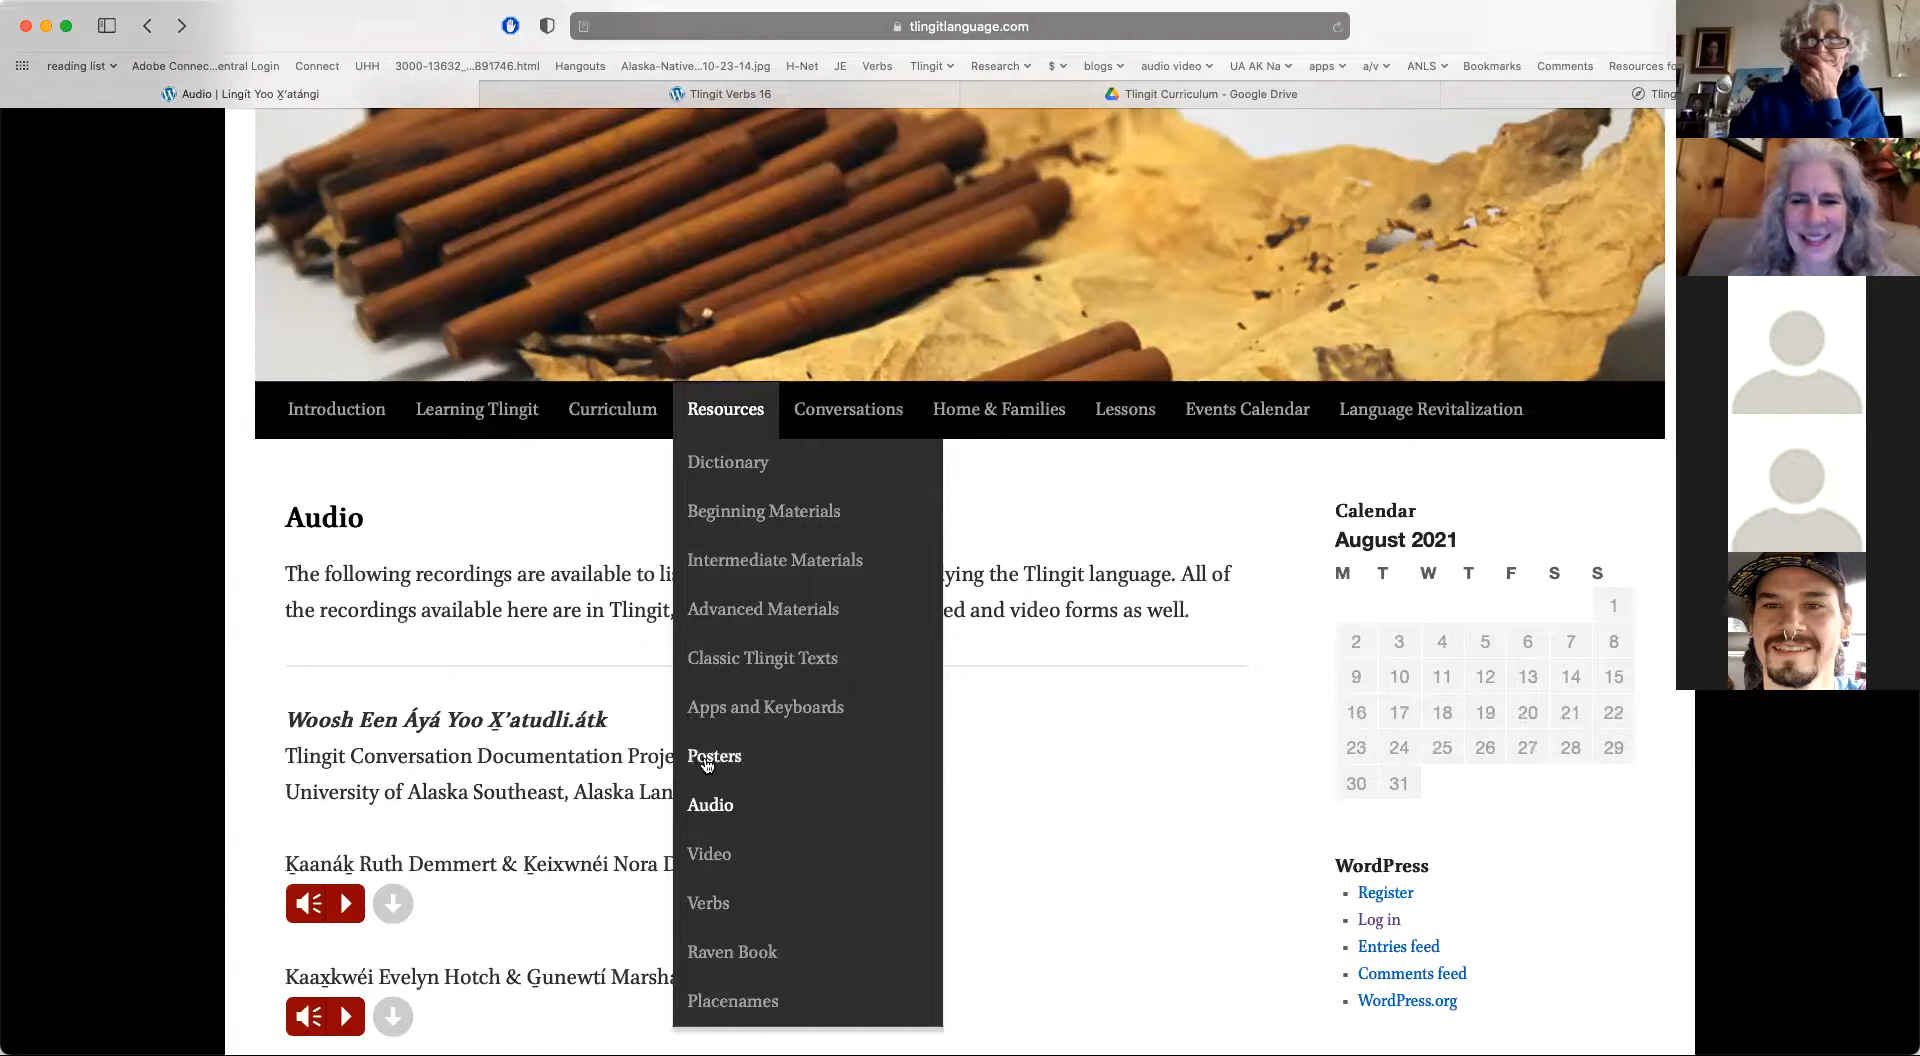 tlingitlanguage.com
reading list
Adobe Connec...entral Login
Connect
UHH
3000-13632_...891746.html
Hangouts
Alaska-Native...10-23-14.jpg
H-Net
JE
Verbs
Tlingit
Research
$
blogs
audio video
UA AK Na
apps
a/v
ANLS
Bookmarks
Comments
Resources fo
Audio | Lingít Yoo X̱ʼatángi
Tlingit Verbs 16
Tlingit Curriculum - Google Drive
Tling
Introduction
Learning Tlingit
Curriculum
Resources
Conversations
Home & Families
Lessons
Events Calendar
Language Revitalization
Dictionary
Beginning Materials
Intermediate Materials
Advanced Materials
Classic Tlingit Texts
Apps and Keyboards
Posters
Audio
Video
Verbs
Raven Book
Placenames
Audio
The following recordings are available to li ying the Tlingit language. All of
the recordings available here are in Tlingit, ed and video forms as well.
Woosh Een Áyá Yoo X̱ʼatudli.átk
Tlingit Conversation Documentation Proje
University of Alaska Southeast, Alaska Lan
Ḵaanáḵ Ruth Demmert & Ḵeixwnéi Nora D
Kaax̱kwéi Evelyn Hotch & G̱unewtí Marsha
Calendar
August 2021
M T W T F S S
1
2 3 4 5 6 7 8
9 10 11 12 13 14 15
16 17 18 19 20 21 22
23 24 25 26 27 28 29
30 31
WordPress
Register
Log in
Entries feed
Comments feed
WordPress.org